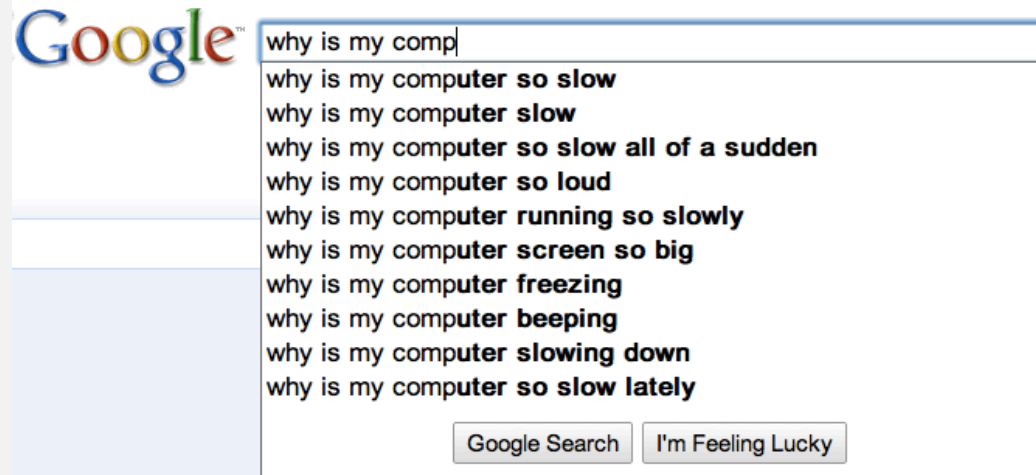 Google™
why is my comp
why is my computer so slow
why is my computer slow
why is my computer so slow all of a sudden
why is my computer so loud
why is my computer running so slowly
why is my computer screen so big
why is my computer freezing
why is my computer beeping
why is my computer slowing down
why is my computer so slow lately
Google Search I'm Feeling Lucky